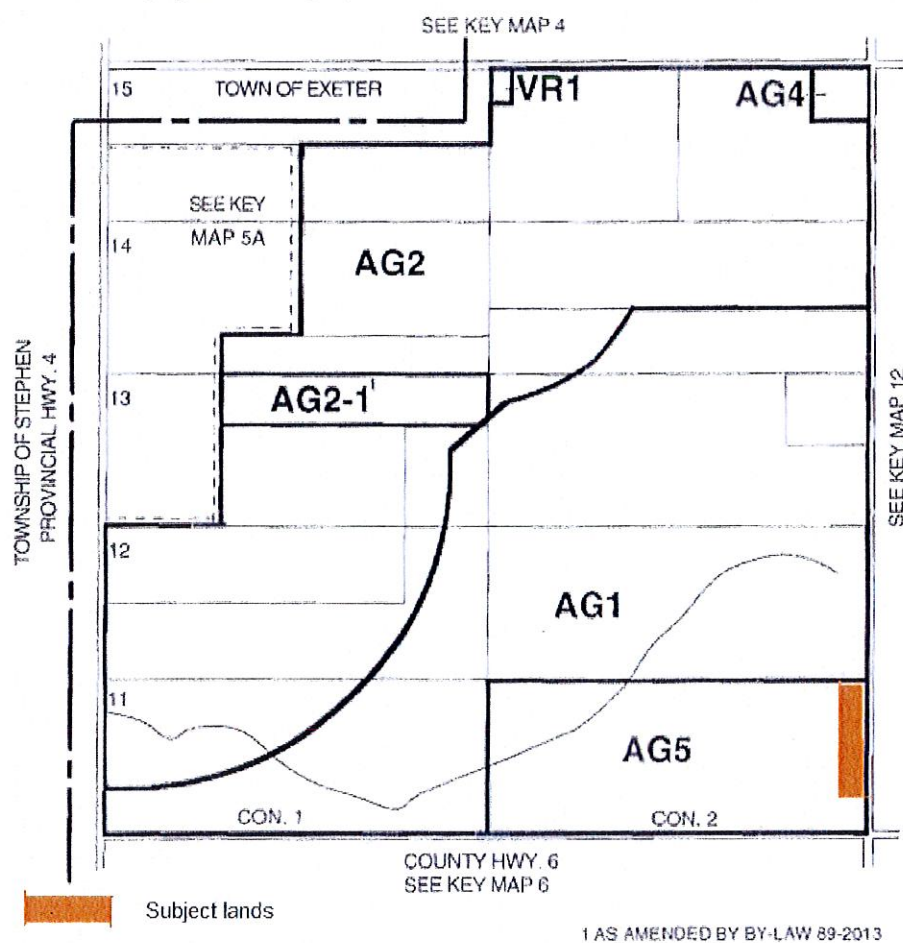 SEE KEY MAP 4
15
TOWN OF EXETER
VR1
AG4
SEE KEY
MAP 5A
14
AG2
TOWNSHIP OF STEPHEN
PROVINCIAL HWY. 4
13
AG2-1¹
SEE KEY MAP 12
12
AG1
11
AG5
CON. 1
CON. 2
COUNTY HWY. 6
SEE KEY MAP 6
Subject lands
1 AS AMENDED BY BY-LAW 89-2013